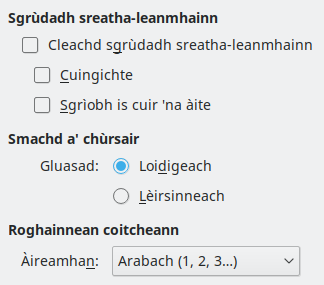 Sgrùdadh sreatha-leanmhainn
Cleachd sgrùdadh sreatha-leanmhainn
Cuingichte
Sgrìobh is cuir 'na àite
Smachd a' chùrsair
Gluasad: Loidigeach
Lèirsinneach
Roghainnean coitcheann
Àireamhan: Arabach (1, 2, 3...)